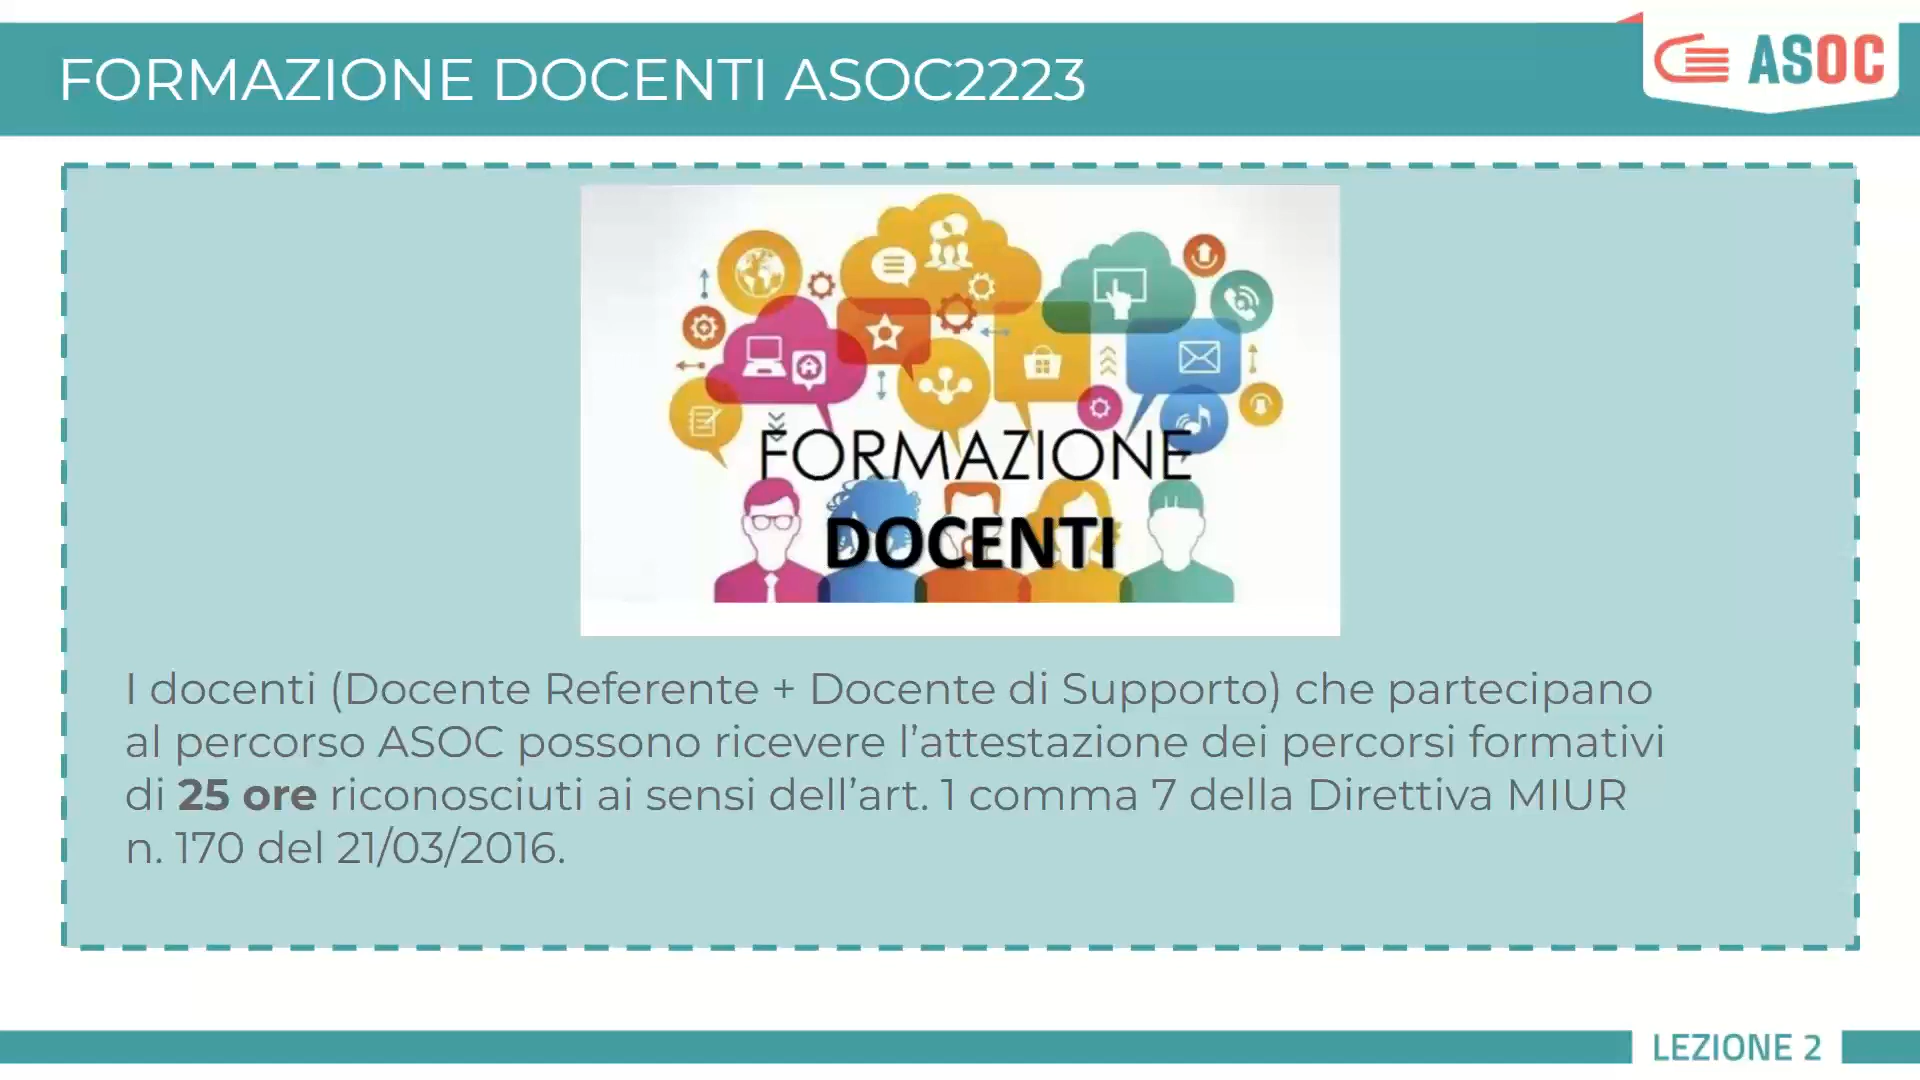 FORMAZIONE DOCENTI ASOC2223
ASOC
FORMAZIONE
DOCENTI
I docenti (Docente Referente + Docente di Supporto) che partecipano
al percorso ASOC possono ricevere l’attestazione dei percorsi formativi
di 25 ore riconosciuti ai sensi dell’art. 1 comma 7 della Direttiva MIUR
n. 170 del 21/03/2016.
LEZIONE 2